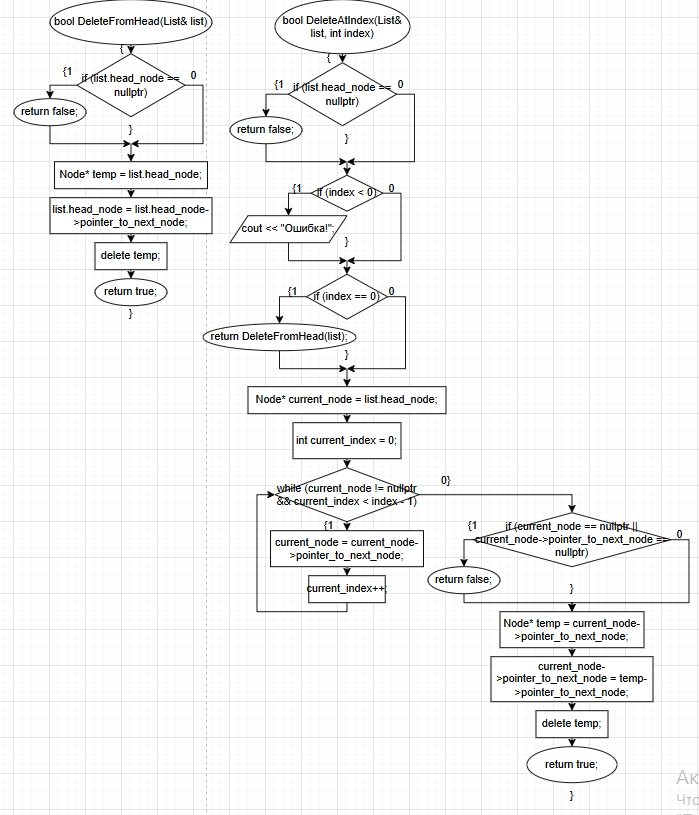 bool DeleteFromHead(List& list)
{
{1
if (list.head_node ==
nullptr)
0
return false;
}
Node* temp = list.head_node;
list.head_node = list.head_node-
>pointer_to_next_node;
delete temp;
return true;
}
bool DeleteAtIndex(List&
list, int index)
{
{1
if (list.head_node ==
nullptr)
0
return false;
}
{1
if (index < 0)
0
cout << "Ошибка!";
}
{1
if (index == 0)
0
return DeleteFromHead(list);
}
Node* current_node = list.head_node;
int current_index = 0;
while (current_node != nullptr
&& current_index < index - 1)
0}
{1
current_node = current_node-
>pointer_to_next_node;
current_index++;
{1
if (current_node == nullptr ||
current_node->pointer_to_next_node ==
nullptr)
0
return false;
}
Node* temp = current_node-
>pointer_to_next_node;
current_node-
>pointer_to_next_node = temp-
>pointer_to_next_node;
delete temp;
return true;
}
Ак
Что